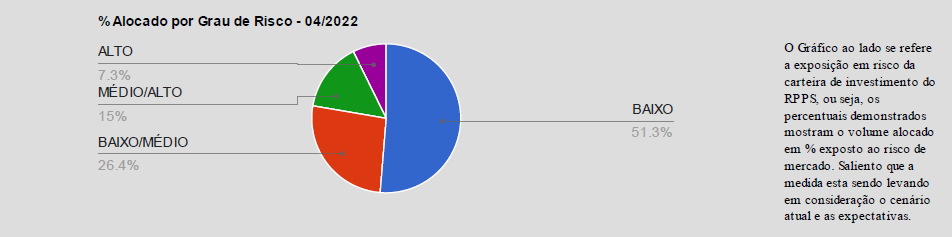 % Alocado por Grau de Risco - 04/2022
ALTO
7.3%
MÉDIO/ALTO
15%
BAIXO/MÉDIO
26.4%
BAIXO
51.3%
O Gráfico ao lado se refere
a exposição em risco da
carteira de investimento do
RPPS, ou seja, os
percentuais demonstrados
mostram o volume alocado
em % exposto ao risco de
mercado. Saliento que a
medida esta sendo levando
em consideração o cenário
atual e as expectativas.